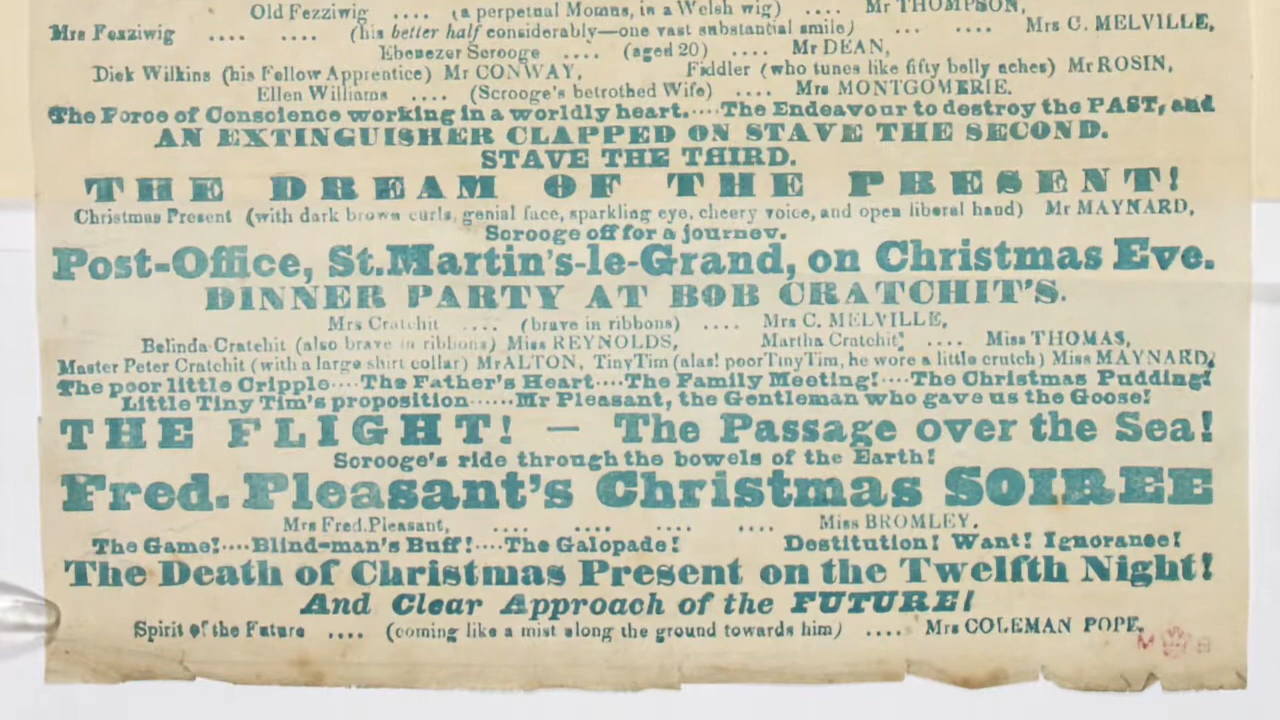 Old Fezziwig .... (a perpetual Momus, in a Welsh wig) .... Mr THOMPSON,
Mrs Fezziwig .... .... (his better half considerably—one vast substantial smile) ... .... Mrs C. MELVILLE,
Ebenezer Scrooge .... (aged 20) .... Mr DEAN,
Dick Wilkins (his Fellow Apprentice) Mr CONWAY, Fiddler (who tunes like fifty belly aches) Mr ROSIN,
Ellen Williams .... (Scrooge's betrothed Wife) .... Mrs MONTGOMERIE.
The Force of Conscience working in a worldly heart.····The Endeavour to destroy the PAST, and
AN EXTINGUISHER CLAPPED ON STAVE THE SECOND.
STAVE THE THIRD.
THE DREAM OF THE PRESENT!
Christmas Present (with dark brown curls, genial face, sparkling eye, cheery voice, and open liberal hand) Mr MAYNARD,
Scrooge off for a journey.
Post-Office, St.Martin's-le-Grand, on Christmas Eve.
DINNER PARTY AT BOB CRATCHIT'S.
Mrs Cratchit .... (brave in ribbons) .... Mrs C. MELVILLE,
Belinda Cratchit (also brave in ribbons) Miss REYNOLDS, Martha Cratchit, .... Miss THOMAS,
Master Peter Cratchit (with a large shirt collar) Mr ALTON, Tiny Tim (alas! poor Tiny Tim, he wore a little crutch) Miss MAYNARD,
The poor little Cripple····The Father's Heart····The Family Meeting!····The Christmas Pudding!
Little Tiny Tim's proposition······Mr Pleasant, the Gentleman who gave us the Goose!
THE FLIGHT! — The Passage over the Sea!
Scrooge's ride through the bowels of the Earth!
Fred. Pleasant's Christmas SOIREE
Mrs Fred.Pleasant, .... .... .... .... Miss BROMLEY.
The Game!····Blind-man's Buff!····The Galopade! Destitution! Want! Ignorance!
The Death of Christmas Present on the Twelfth Night!
And Clear Approach of the FUTURE!
Spirit of the Future .... (coming like a mist along the ground towards him) .... Mrs COLEMAN POPE.